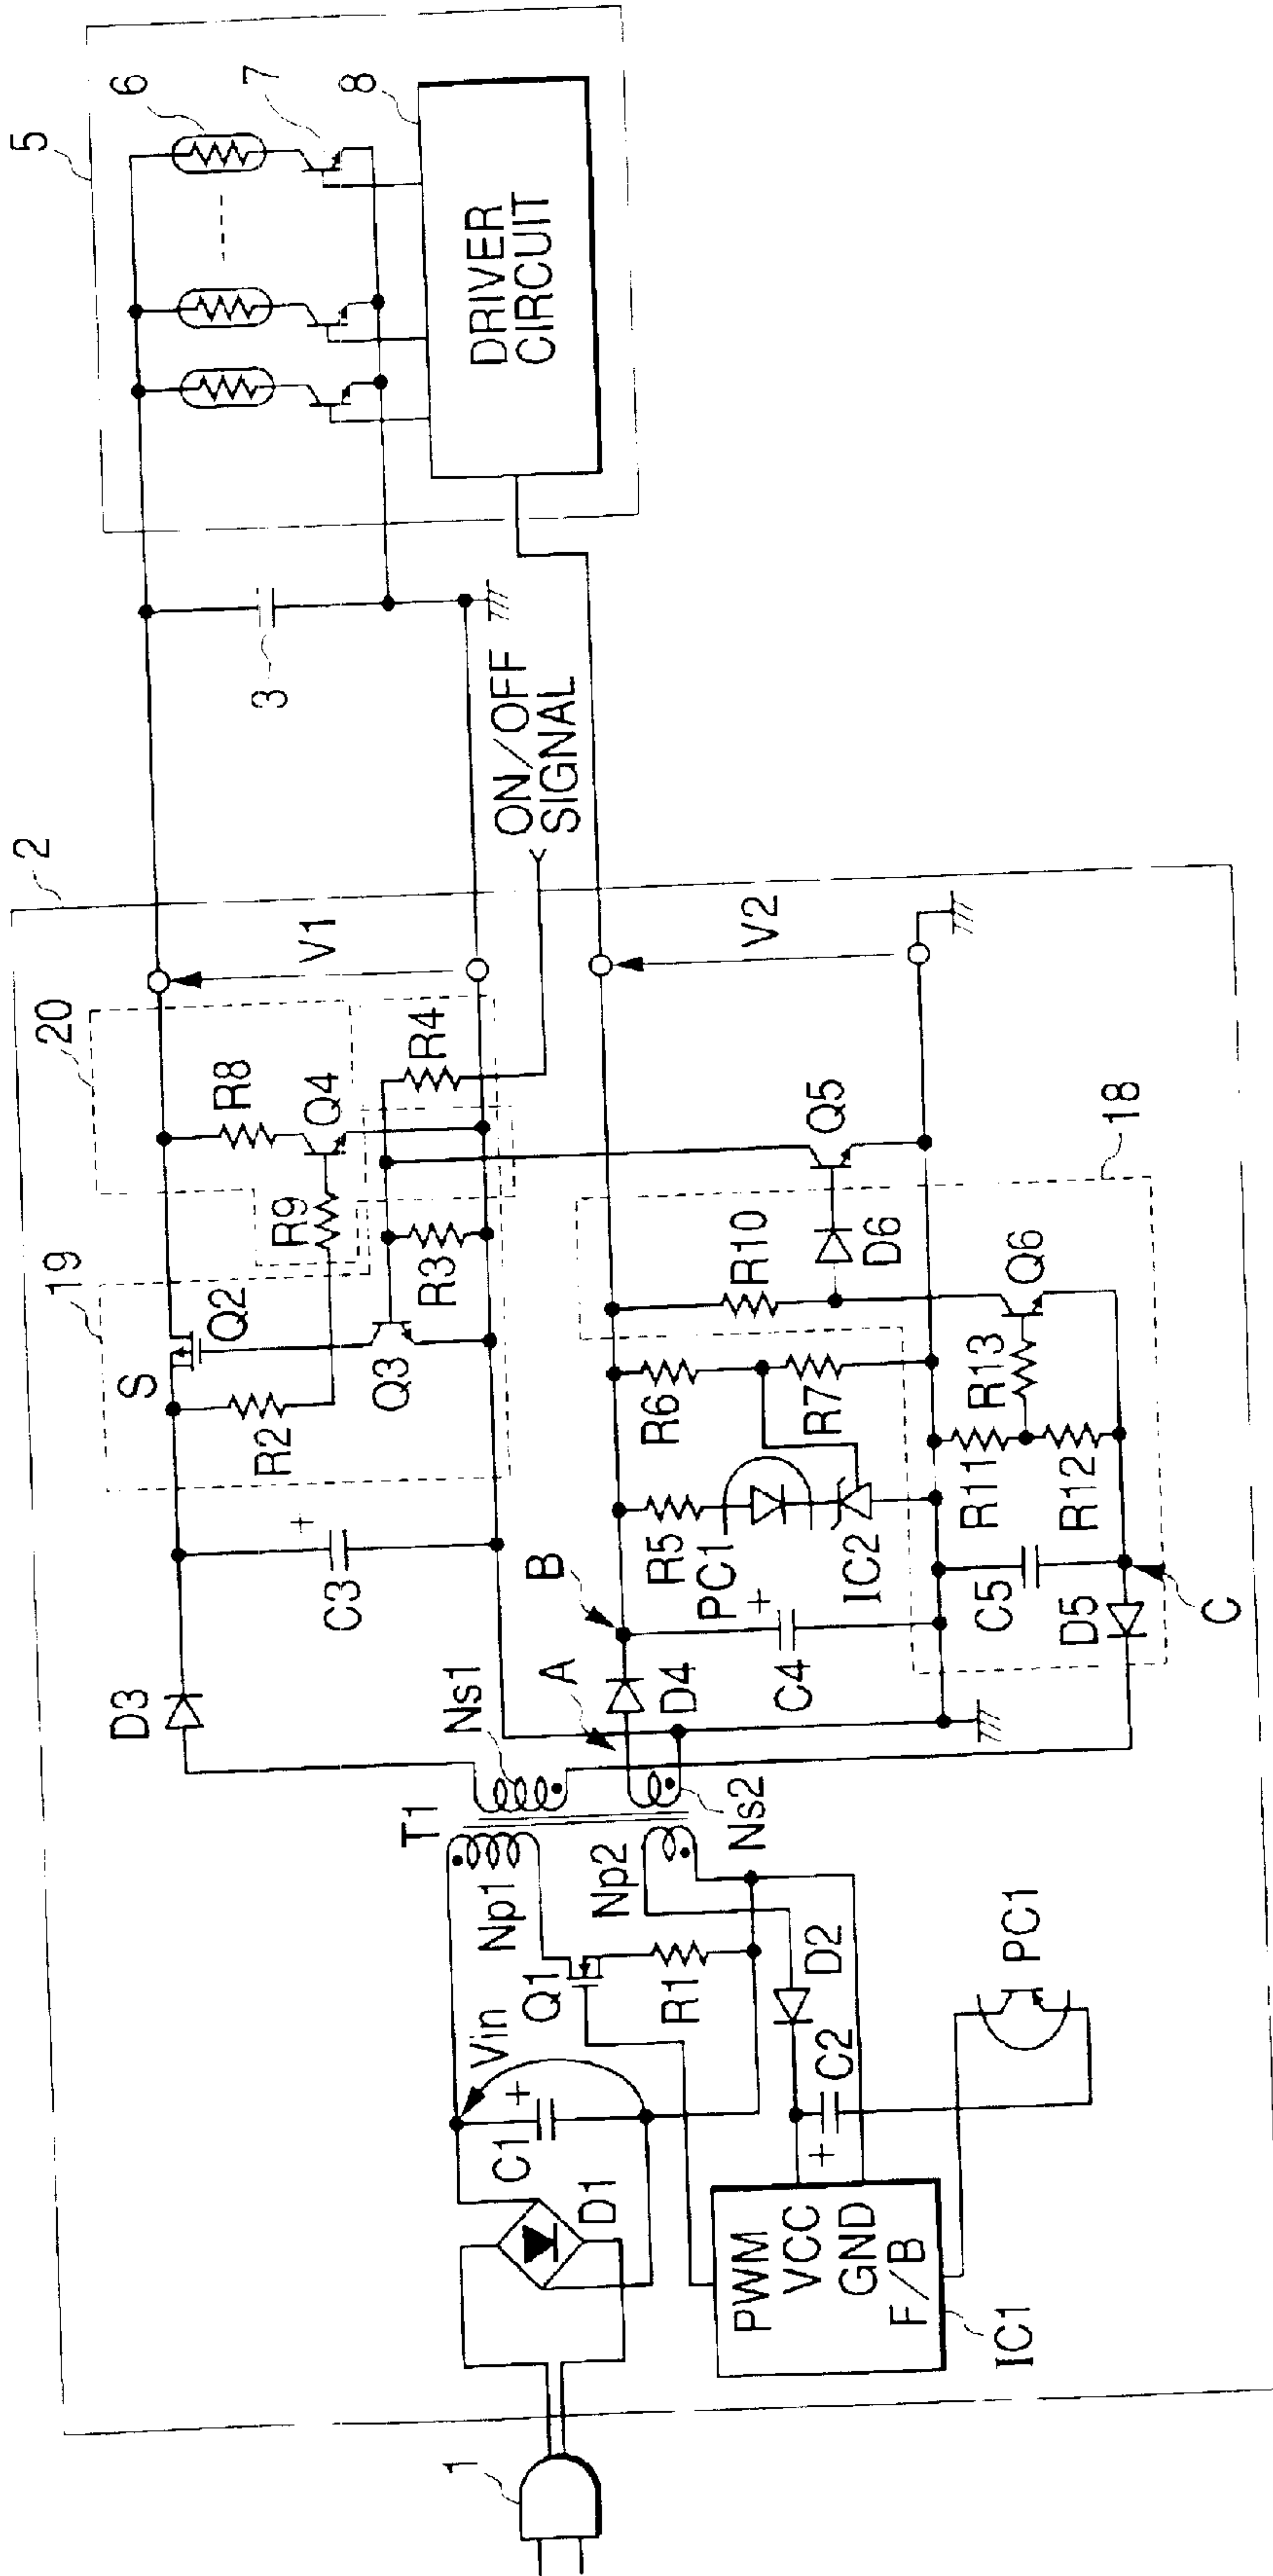 5
6
7
8
DRIVER
CIRCUIT
3
ON/OFF
SIGNAL
2
V1
V2
20
R8
Q4
R4
R9
19
S
Q2
R2
Q3
R3
Q5
18
R10
D6
Q6
R6
R7
R13
R5
PC1
IC2
R11
R12
B
+
C3
+
C4
C5
D5
C
D3
A
D4
Ns1
T1
Ns2
Np1
Np2
Vin
Q1
R1
D2
+
C1
+
C2
PC1
D1
PWM
VCC
GND
F/B
IC1
1